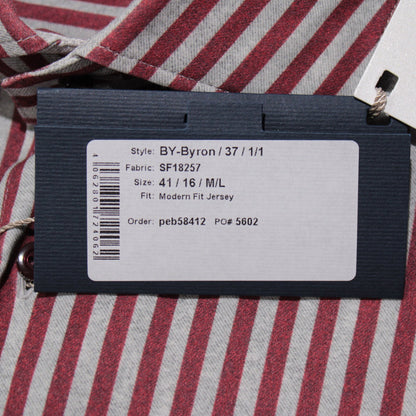 Style: BY-Byron / 37 / 1/1
Fabric: SF18257
Size: 41 / 16 / M/L
Fit: Modern Fit Jersey
Order: peb58412 PO# 5602